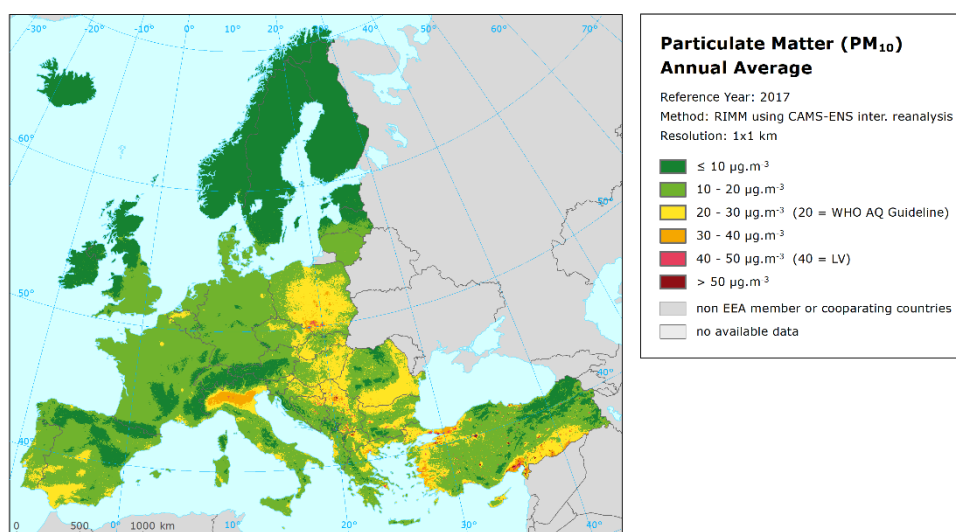 -30° -20° -10° 0° 10° 20° 30° 40° 50° 60° 70°
60°
50°
50°
40°
40°
0 500 0° 1000 km 10° 20° 30° 40°
Particulate Matter (PM₁₀)
Annual Average
Reference Year: 2017
Method: RIMM using CAMS-ENS inter. reanalysis
Resolution: 1x1 km
≤ 10 µg.m⁻³
10 - 20 µg.m⁻³
20 - 30 µg.m⁻³ (20 = WHO AQ Guideline)
30 - 40 µg.m⁻³
40 - 50 µg.m⁻³ (40 = LV)
> 50 µg.m⁻³
non EEA member or cooparating countries
no available data